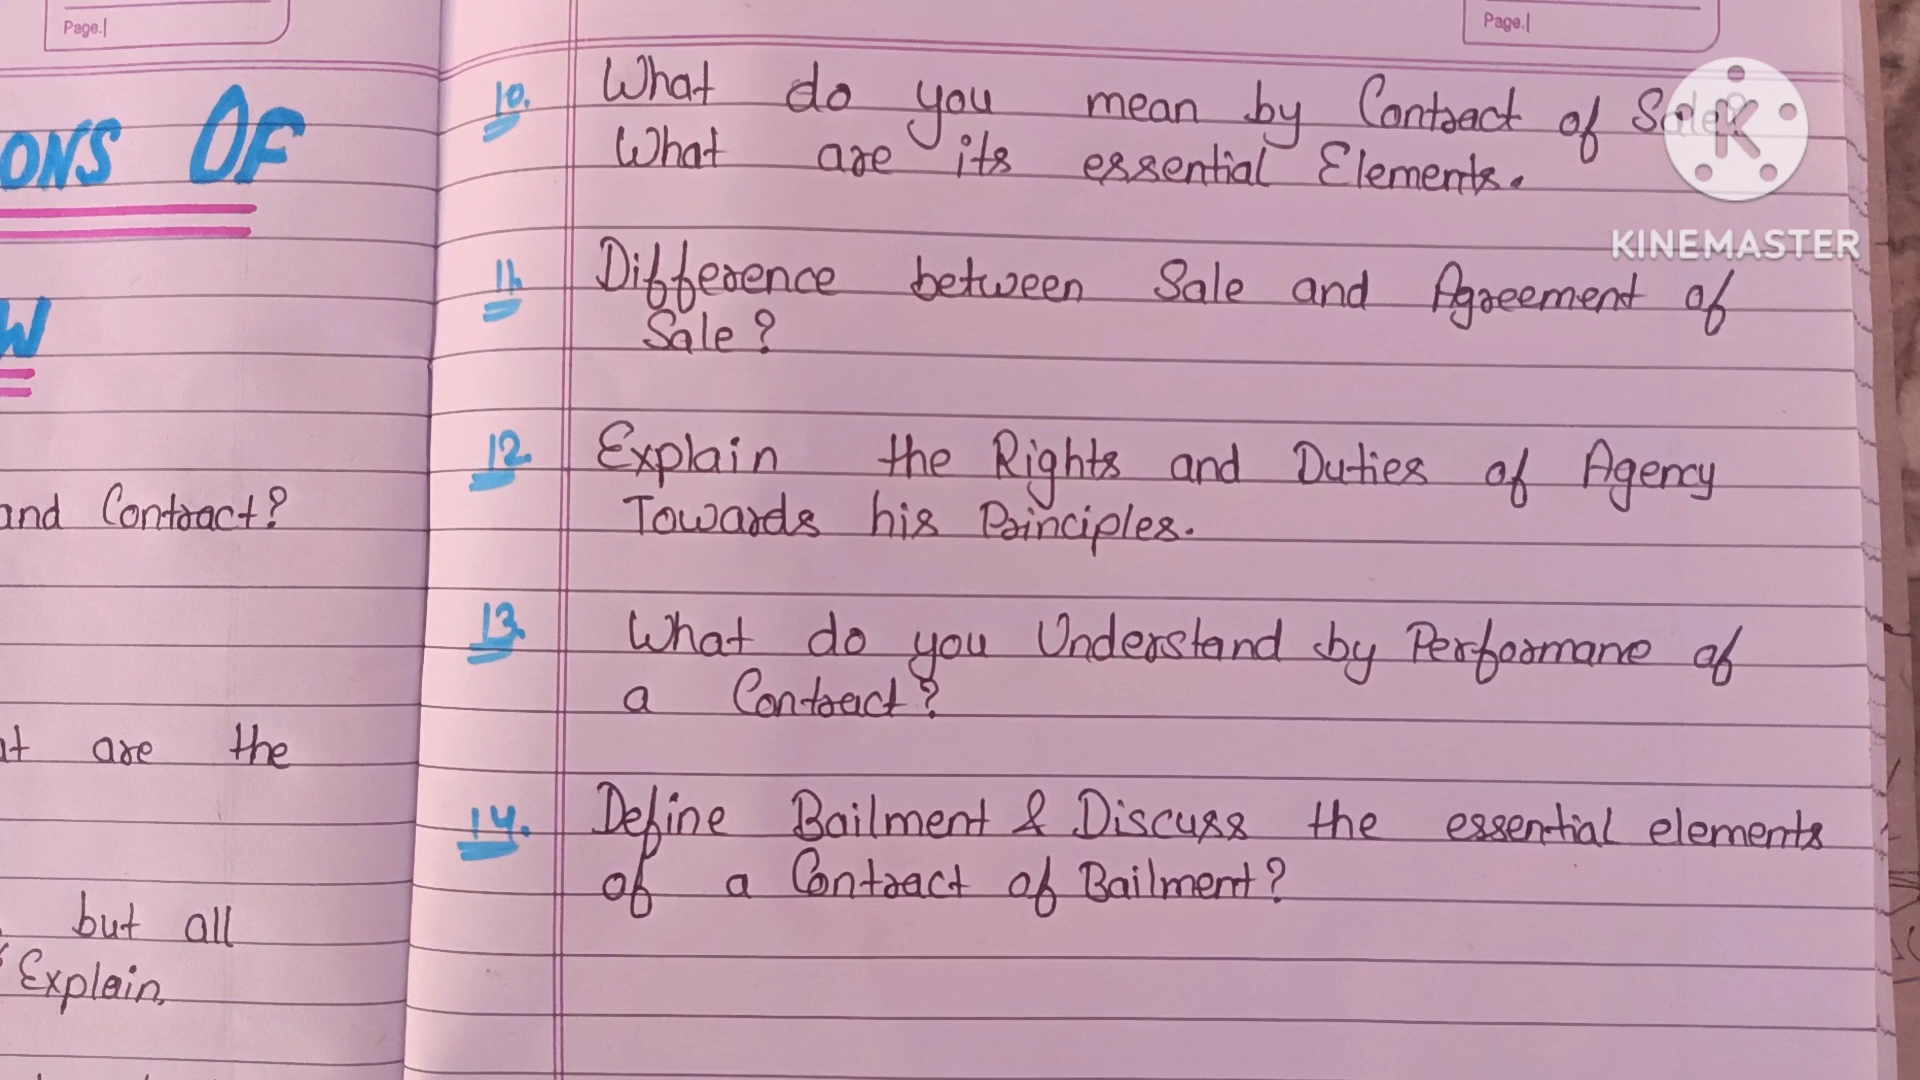 Page.
ONS OF
W
and Contract?
at are the
but all
Explain.
Page.
10. What do you mean by Contract of Sale?
What are its essential Elements.
11. Difference between Sale and Agreement of
Sale?
12. Explain the Rights and Duties of Agency
Towards his Principles.
13. What do you Understand by Performane of
a Contract?
14. Define Bailment & Discuss the essential elements
of a Contract of Bailment?
K
KINEMASTER